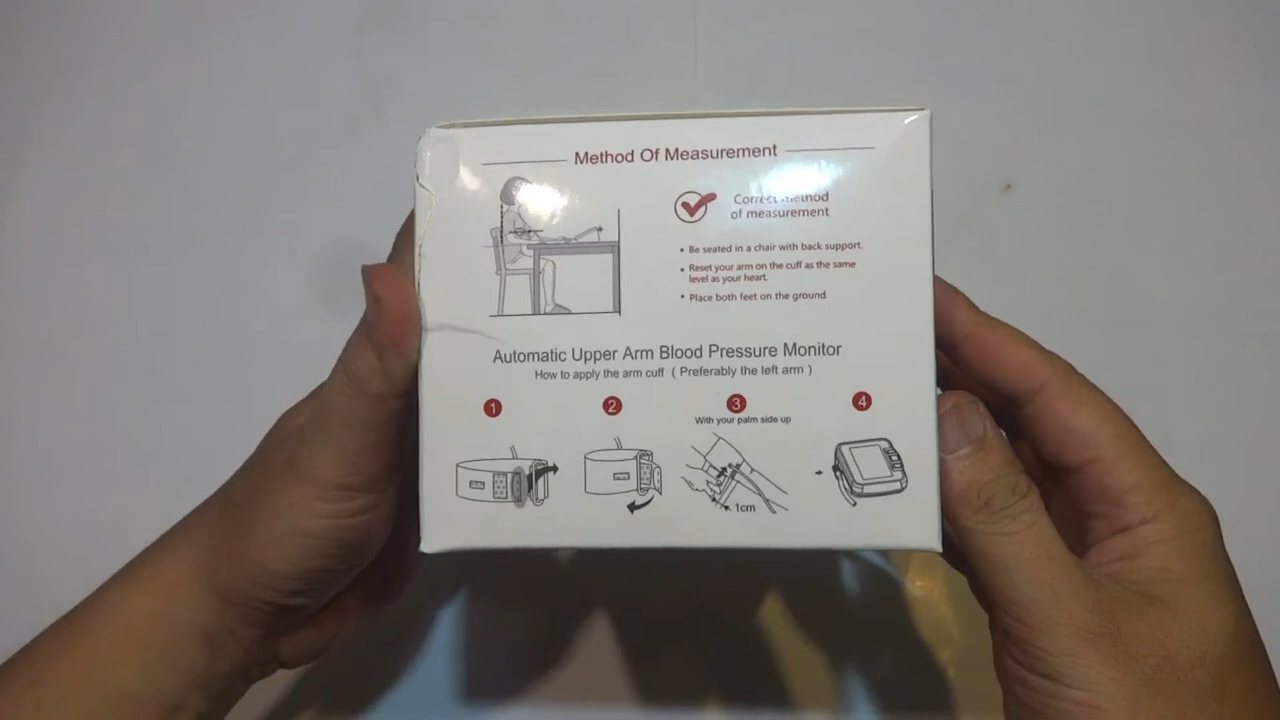 Method Of Measurement
Correct method
of measurement
• Be seated in a chair with back support.
• Reset your arm on the cuff as the same
level as your heart.
• Place both feet on the ground.
Automatic Upper Arm Blood Pressure Monitor
How to apply the arm cuff ( Preferably the left arm )
1
2
3
4
With your palm side up
1cm